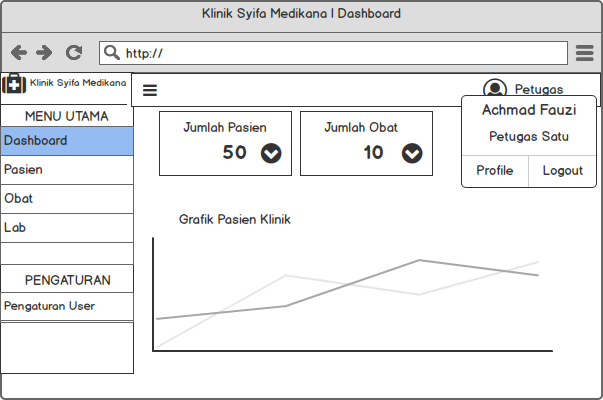 Klinik Syifa Medikana | Dashboard
http://
Klinik Syifa Medikana
Petugas
Achmad Fauzi
Petugas Satu
Profile
Logout
MENU UTAMA
Dashboard
Pasien
Obat
Lab
PENGATURAN
Pengaturan User
Jumlah Pasien
50
Jumlah Obat
10
Grafik Pasien Klinik